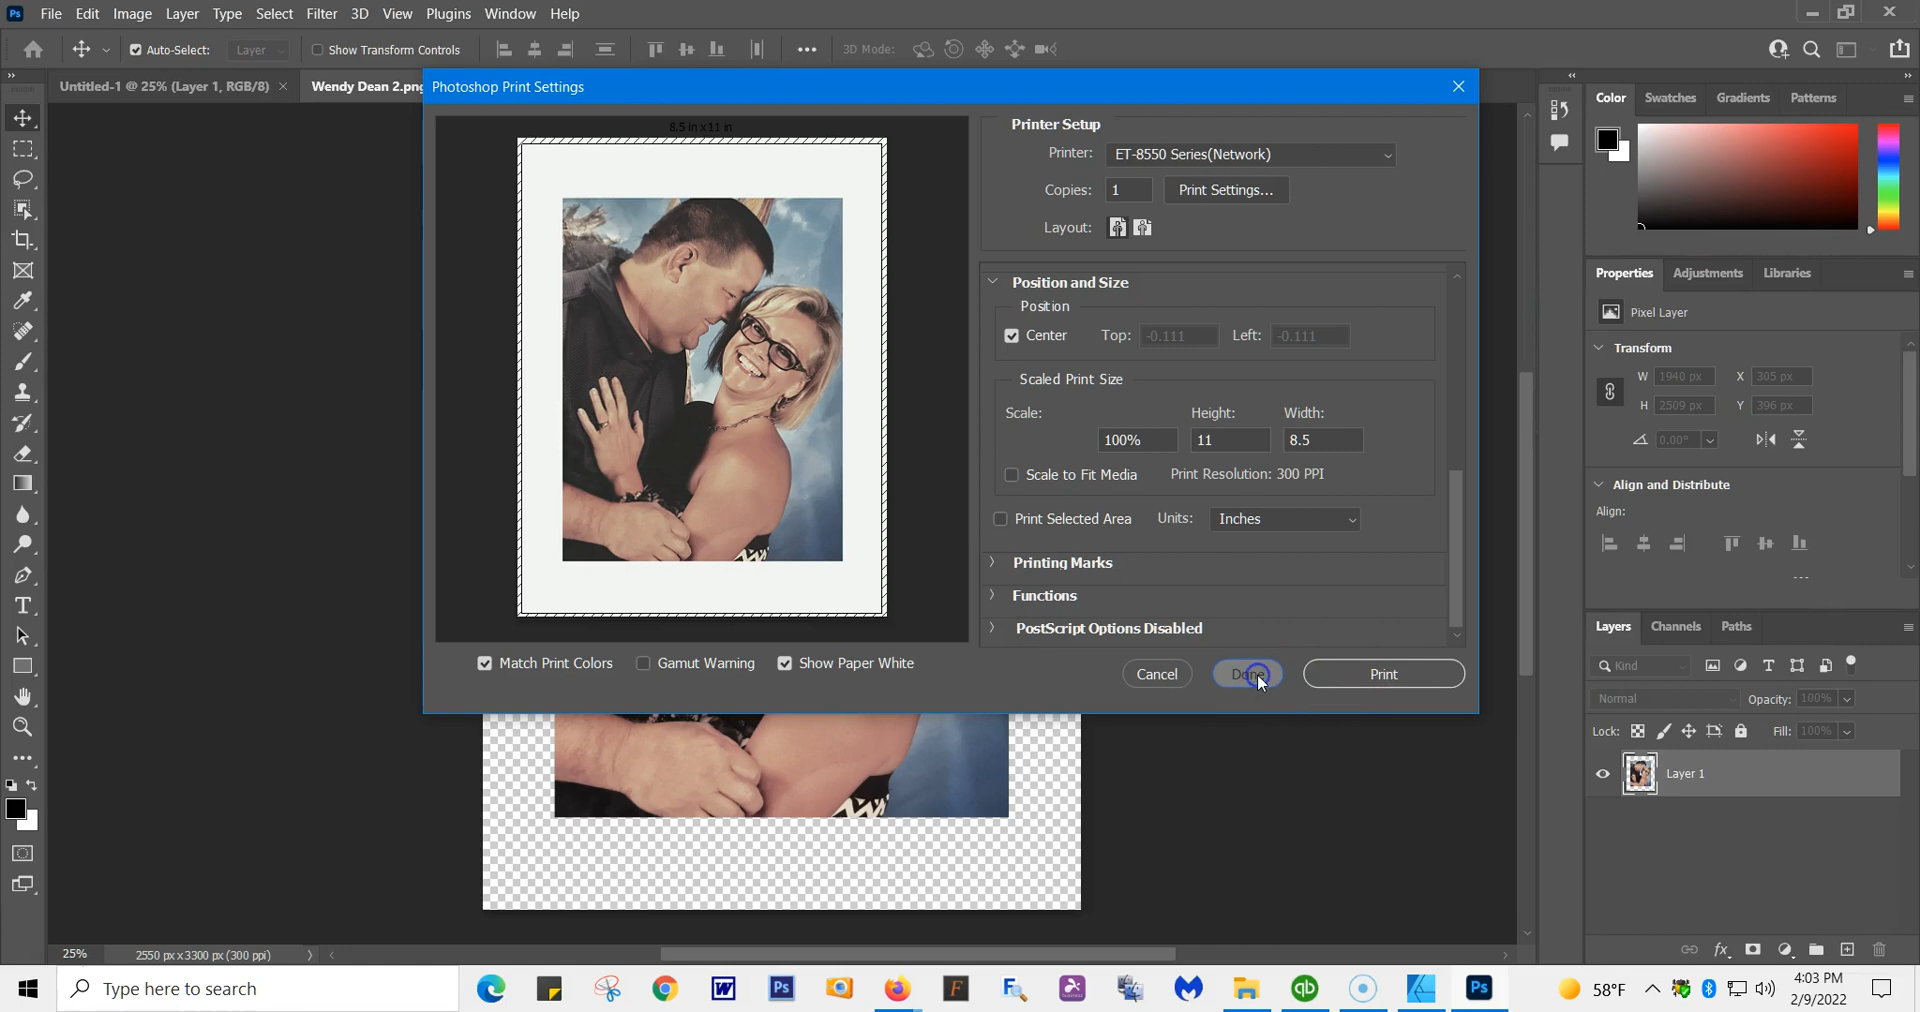 File Edit Image Layer Type Select Filter 3D View Plugins Window Help
Auto-Select: Layer Show Transform Controls 3D Mode:
Untitled-1 @ 25% (Layer 1, RGB/8) Wendy Dean 2.png
Photoshop Print Settings
8.5 in x 11 in
Printer Setup
Printer: ET-8550 Series(Network)
Copies: 1 Print Settings...
Layout:
Position and Size
Position
Center Top: -0.111 Left: -0.111
Scaled Print Size
Scale: Height: Width:
100% 11 8.5
Scale to Fit Media Print Resolution: 300 PPI
Print Selected Area Units: Inches
Printing Marks
Functions
PostScript Options Disabled
Match Print Colors Gamut Warning Show Paper White
Cancel Done Print
Color Swatches Gradients Patterns
Properties Adjustments Libraries
Pixel Layer
Transform
W 1940 px X 305 px
H 2509 px Y 396 px
0.00°
Align and Distribute
Align:
Layers Channels Paths
Kind
Normal Opacity: 100%
Lock: Fill: 100%
Layer 1
25% 2550 px x 3300 px (300 ppi)
Type here to search
58°F
4:03 PM
2/9/2022